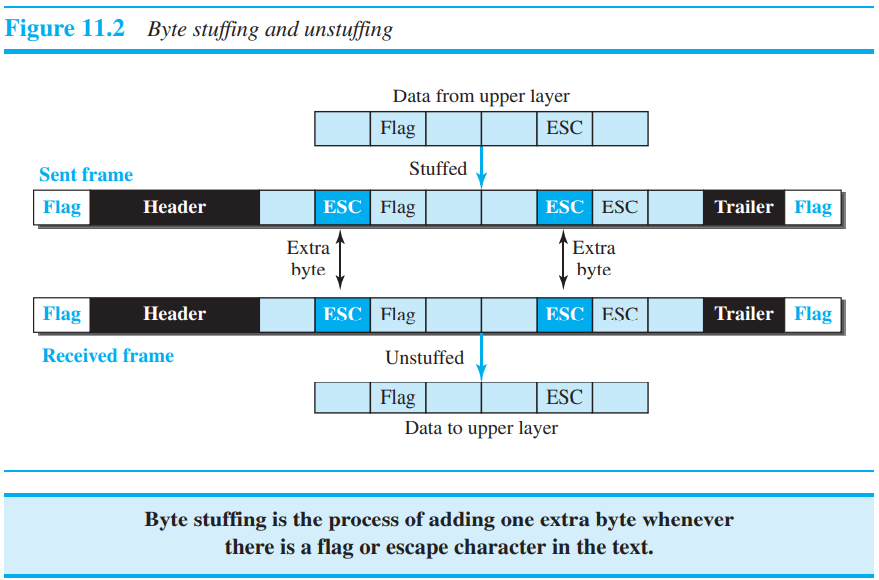 Figure 11.2 Byte stuffing and unstuffing
Data from upper layer
Flag ESC
Stuffed
Sent frame
Flag Header ESC Flag ESC ESC Trailer Flag
Extra byte
Extra byte
Flag Header ESC Flag ESC ESC Trailer Flag
Received frame
Unstuffed
Flag ESC
Data to upper layer
Byte stuffing is the process of adding one extra byte whenever
there is a flag or escape character in the text.